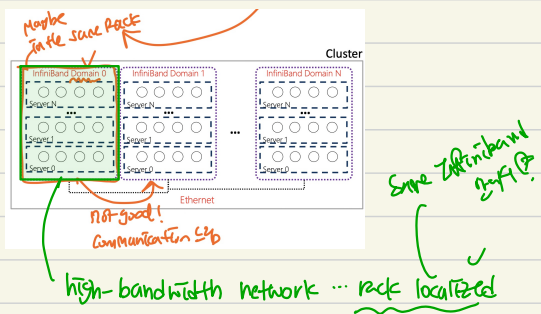 Maybe
in the same Rack
Cluster
InfiniBand Domain 0
InfiniBand Domain 1
InfiniBand Domain N
Server N
Server N
Server N
...
...
...
...
Server 1
Server 1
Server 1
Server 0
Server 0
Server 0
Ethernet
not good!
Communication
Same Infiniband
high-bandwidth network ... rack localized